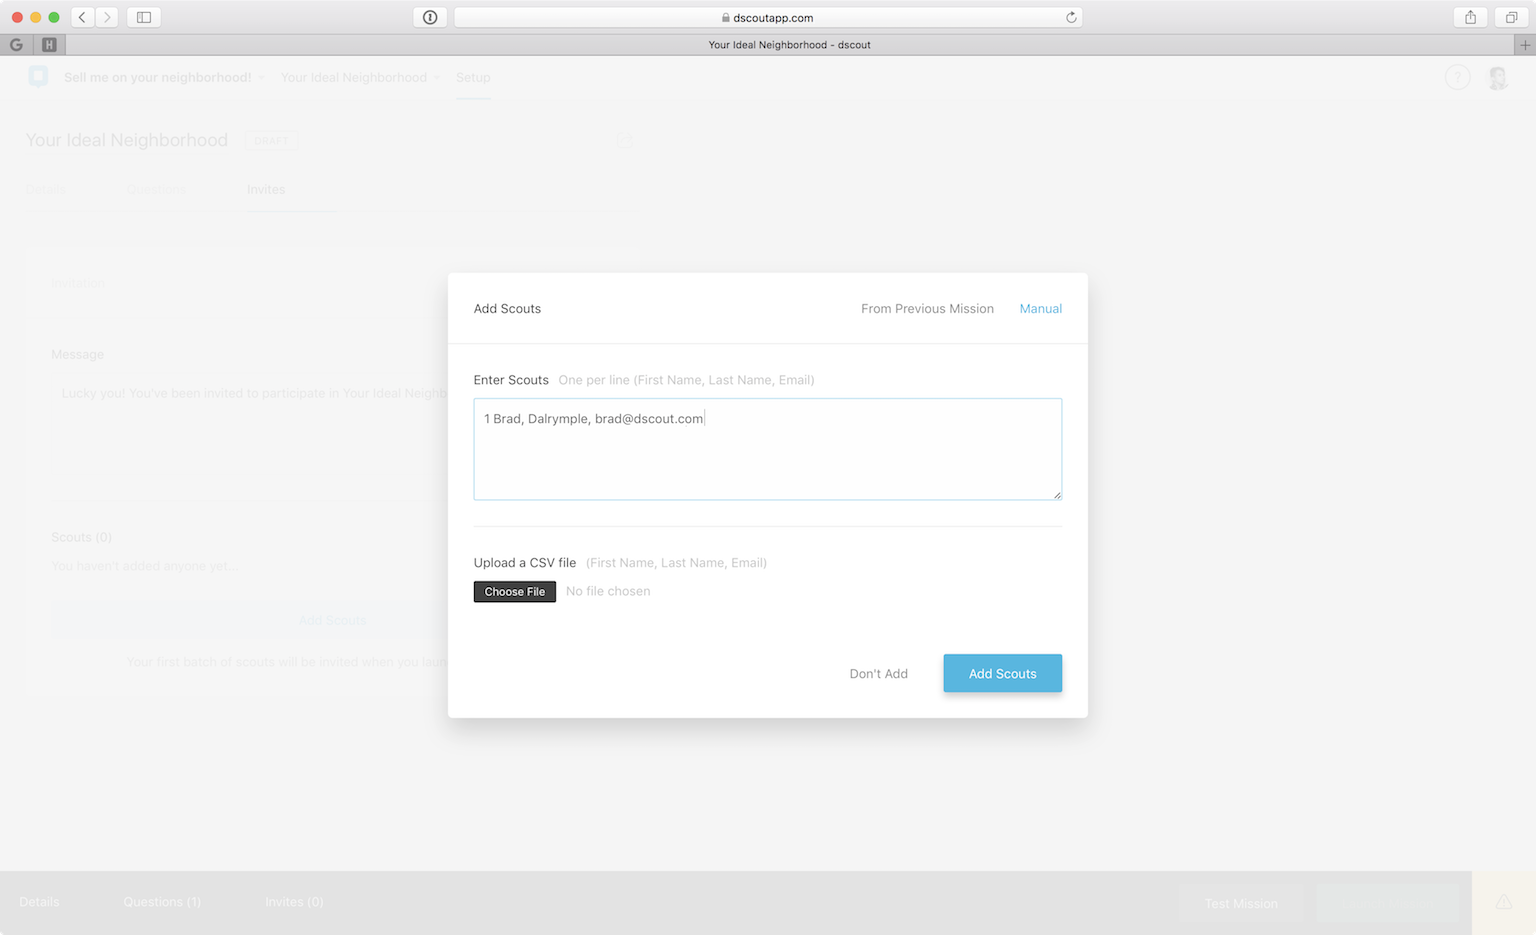 dscoutapp.com
G
H
Your Ideal Neighborhood - dscout
Sell me on your neighborhood!
Your Ideal Neighborhood
Setup
?
Your Ideal Neighborhood
DRAFT
Details
Questions
Invites
Invitation
Message
Lucky you! You've been invited to participate in Your Ideal Neighb
Scouts (0)
You haven't added anyone yet...
Add Scouts
Your first batch of scouts will be invited when you laun
Add Scouts
From Previous Mission
Manual
Enter Scouts One per line (First Name, Last Name, Email)
1 Brad, Dalrymple, brad@dscout.com
Upload a CSV file (First Name, Last Name, Email)
Choose File No file chosen
Don't Add
Add Scouts
Details
Questions (1)
Invites (0)
Test Mission